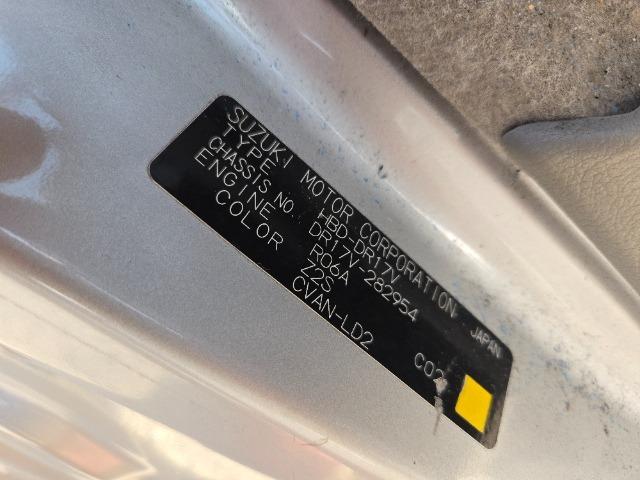 SUZUKI MOTOR CORPORATION, JAPAN
TYPE HBD-DR17V
CHASSIS NO. DR17V-282954
ENGINE R06A
COLOR Z2S
CVAN-LD2 C02